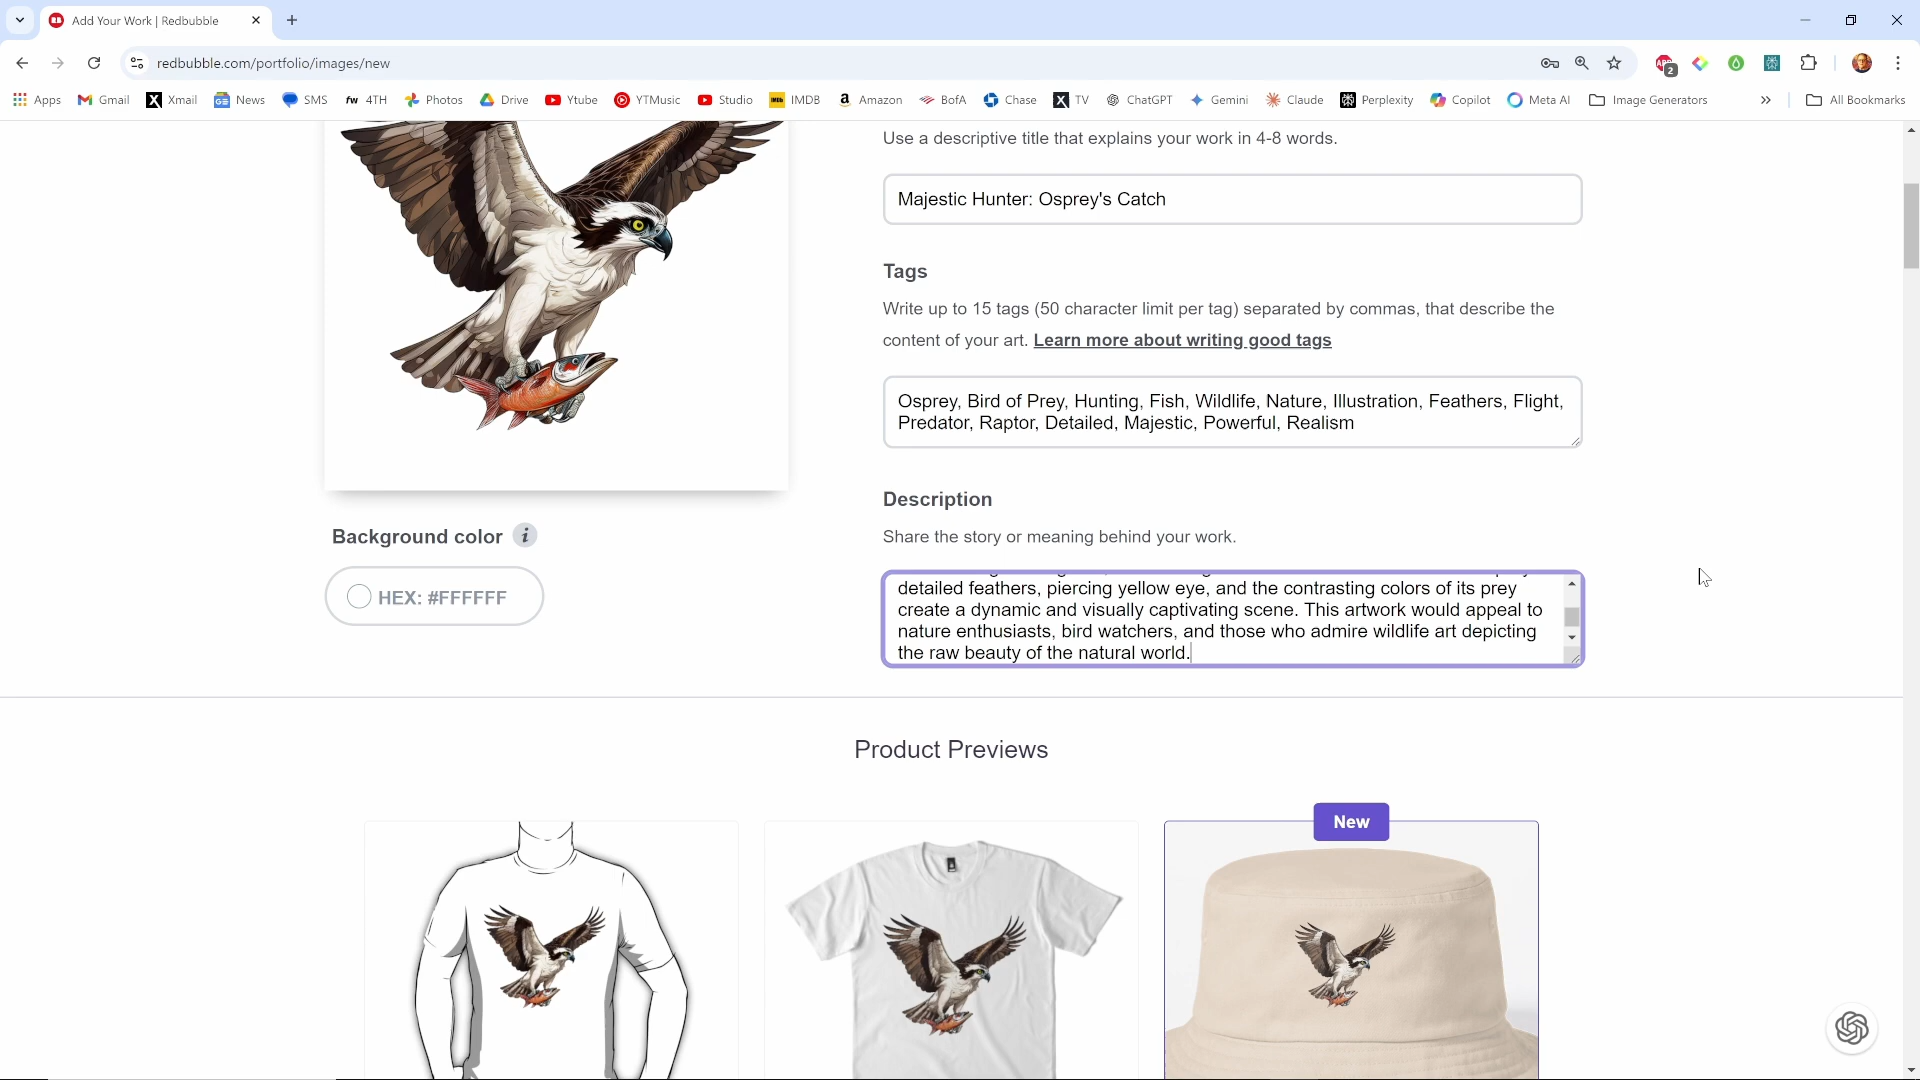 Add Your Work | Redbubble
redbubble.com/portfolio/images/new
2
Apps
Gmail
Xmail
News
SMS
4TH
Photos
Drive
Ytube
YTMusic
Studio
IMDB
Amazon
BofA
Chase
TV
ChatGPT
Gemini
Claude
Perplexity
Copilot
Meta AI
Image Generators
All Bookmarks
Use a descriptive title that explains your work in 4-8 words.
Majestic Hunter: Osprey's Catch
Tags
Write up to 15 tags (50 character limit per tag) separated by commas, that describe the
content of your art. Learn more about writing good tags
Osprey, Bird of Prey, Hunting, Fish, Wildlife, Nature, Illustration, Feathers, Flight,
Predator, Raptor, Detailed, Majestic, Powerful, Realism
Description
Share the story or meaning behind your work.
detailed feathers, piercing yellow eye, and the contrasting colors of its prey
create a dynamic and visually captivating scene. This artwork would appeal to
nature enthusiasts, bird watchers, and those who admire wildlife art depicting
the raw beauty of the natural world.
Background color i
HEX: #FFFFFF
Product Previews
New